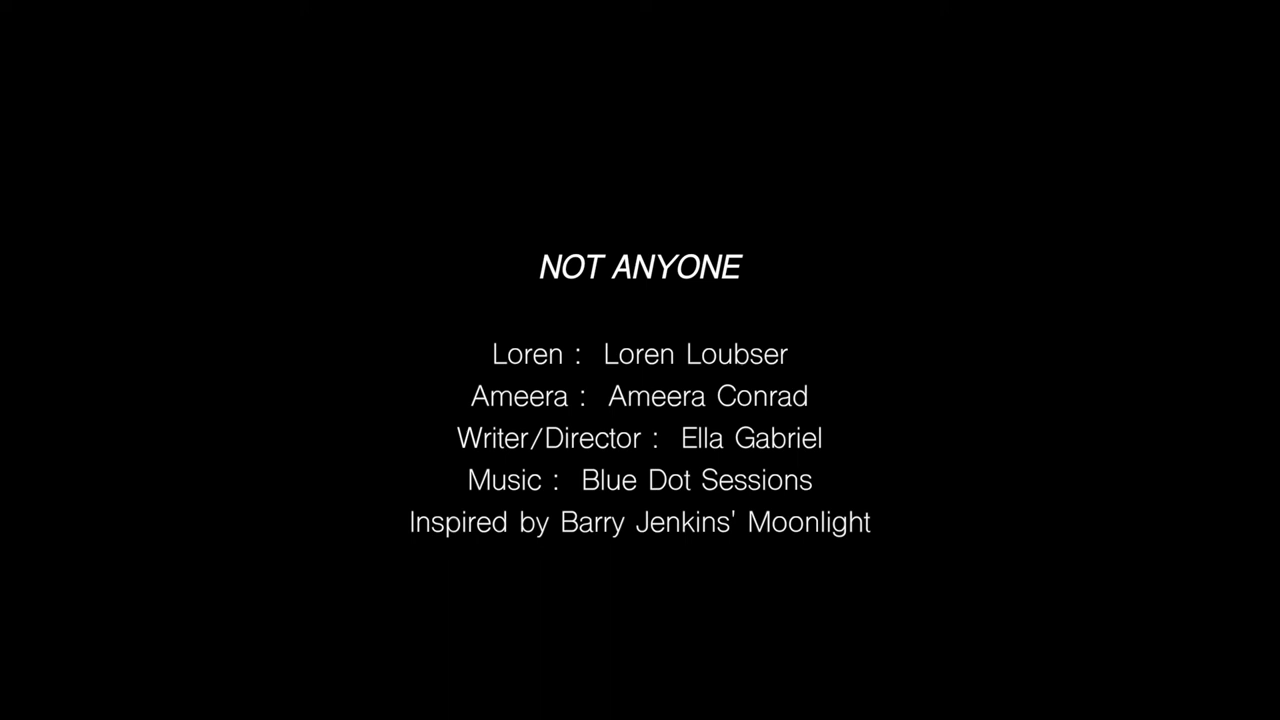 NOT ANYONE
Loren :  Loren Loubser
Ameera :  Ameera Conrad
Writer/Director :  Ella Gabriel
Music :  Blue Dot Sessions
Inspired by Barry Jenkins' Moonlight